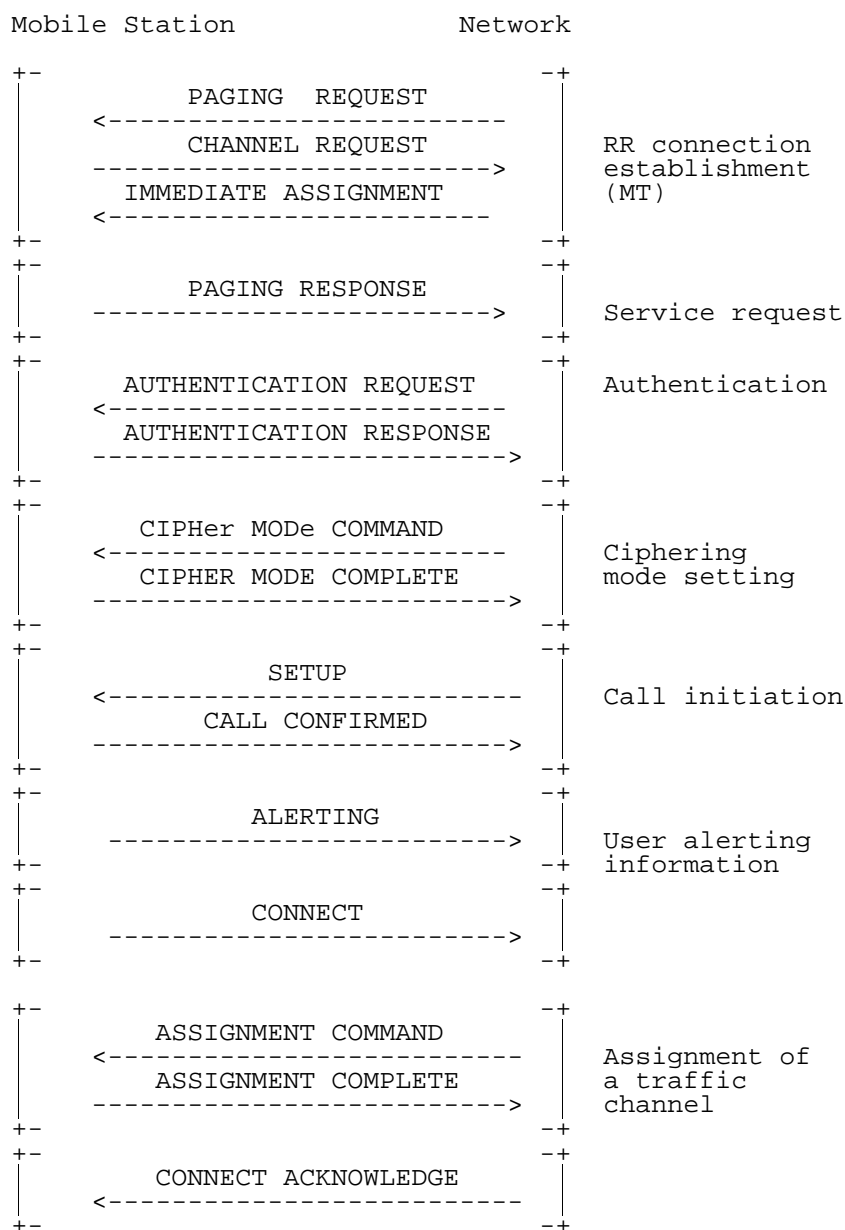 Mobile Station Network
PAGING REQUEST
CHANNEL REQUEST RR connection
establishment
IMMEDIATE ASSIGNMENT (MT)
PAGING RESPONSE
Service request
AUTHENTICATION REQUEST Authentication
AUTHENTICATION RESPONSE
CIPHer MODe COMMAND
Ciphering
CIPHER MODE COMPLETE mode setting
SETUP
Call initiation
CALL CONFIRMED
ALERTING
User alerting
information
CONNECT
ASSIGNMENT COMMAND
Assignment of
ASSIGNMENT COMPLETE a traffic
channel
CONNECT ACKNOWLEDGE